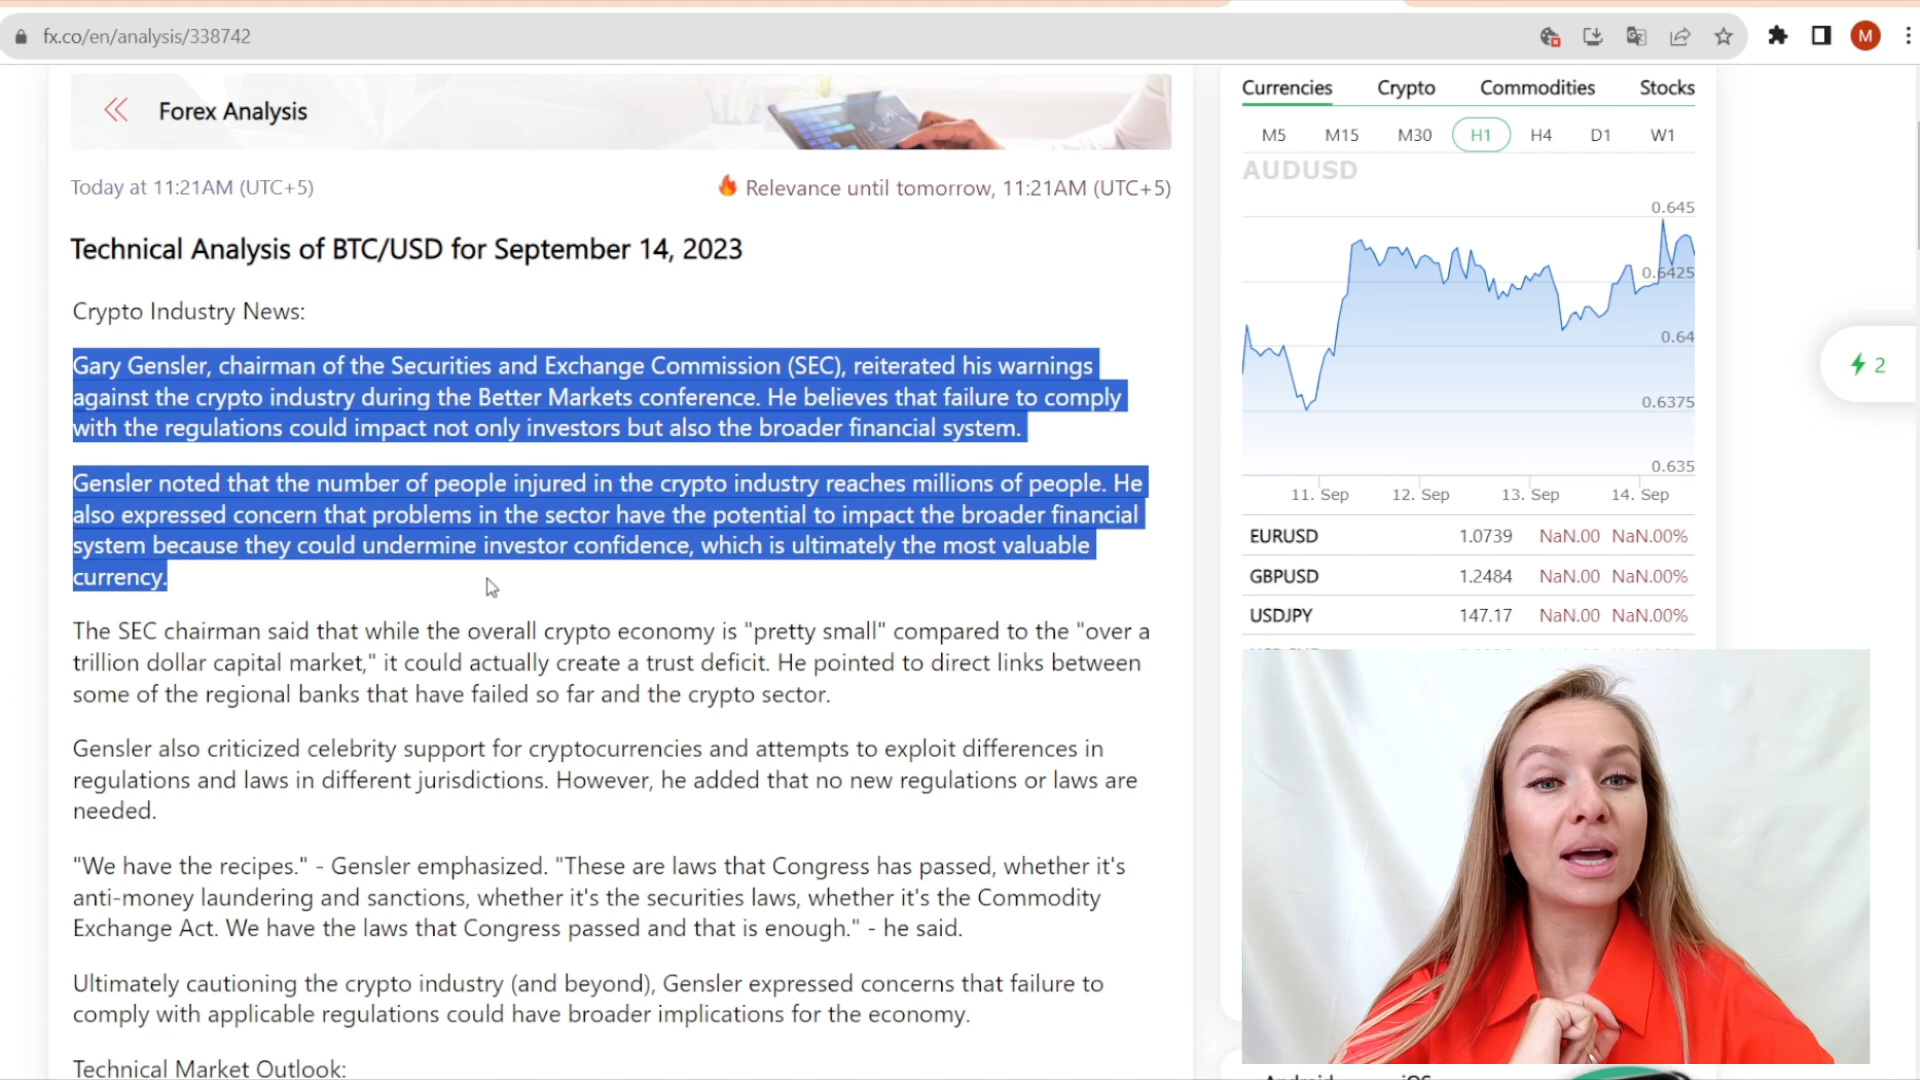 fx.co/en/analysis/338742
M
Forex Analysis
Today at 11:21AM (UTC+5)
Relevance until tomorrow, 11:21AM (UTC+5)
Technical Analysis of BTC/USD for September 14, 2023
Crypto Industry News:
Gary Gensler, chairman of the Securities and Exchange Commission (SEC), reiterated his warnings
against the crypto industry during the Better Markets conference. He believes that failure to comply
with the regulations could impact not only investors but also the broader financial system.
Gensler noted that the number of people injured in the crypto industry reaches millions of people. He
also expressed concern that problems in the sector have the potential to impact the broader financial
system because they could undermine investor confidence, which is ultimately the most valuable
currency.
The SEC chairman said that while the overall crypto economy is "pretty small" compared to the "over a
trillion dollar capital market," it could actually create a trust deficit. He pointed to direct links between
some of the regional banks that have failed so far and the crypto sector.
Gensler also criticized celebrity support for cryptocurrencies and attempts to exploit differences in
regulations and laws in different jurisdictions. However, he added that no new regulations or laws are
needed.
"We have the recipes." - Gensler emphasized. "These are laws that Congress has passed, whether it's
anti-money laundering and sanctions, whether it's the securities laws, whether it's the Commodity
Exchange Act. We have the laws that Congress passed and that is enough." - he said.
Ultimately cautioning the crypto industry (and beyond), Gensler expressed concerns that failure to
comply with applicable regulations could have broader implications for the economy.
Technical Market Outlook:
Currencies Crypto Commodities Stocks
M5 M15 M30 H1 H4 D1 W1
AUDUSD
0.645
0.6425
0.64
0.6375
0.635
11. Sep 12. Sep 13. Sep 14. Sep
EURUSD 1.0739 NaN.00 NaN.00%
GBPUSD 1.2484 NaN.00 NaN.00%
USDJPY 147.17 NaN.00 NaN.00%
2
Android iOS